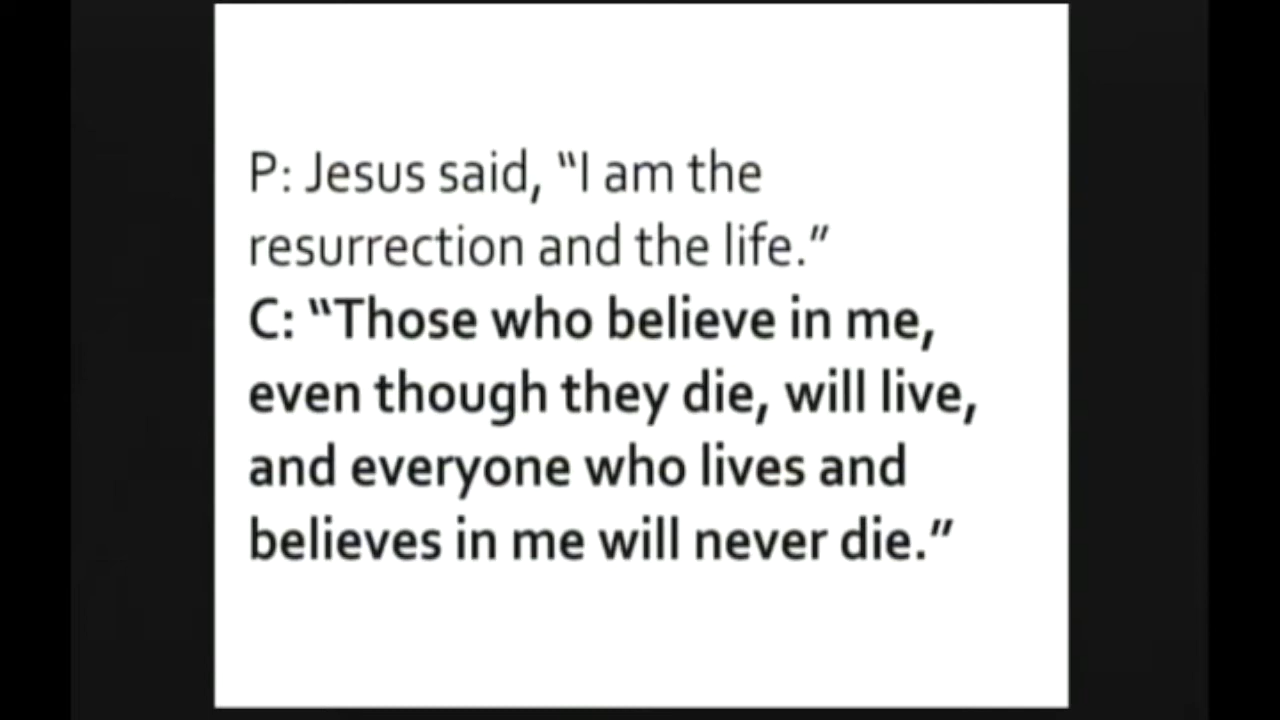 P: Jesus said, “I am the
resurrection and the life.”
C: “Those who believe in me,
even though they die, will live,
and everyone who lives and
believes in me will never die.”